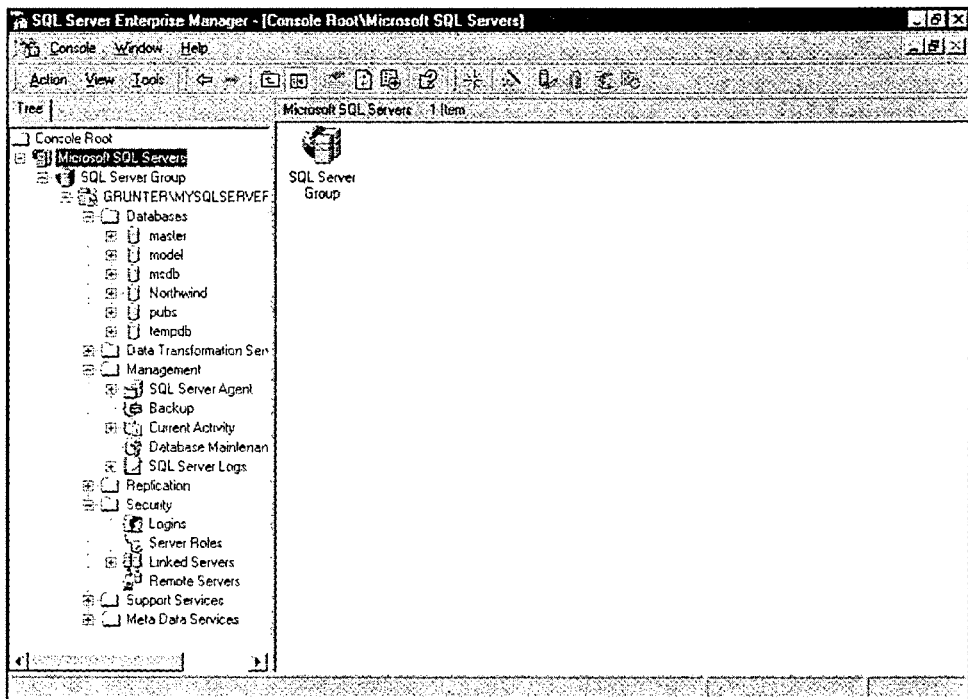 SQL Server Enterprise Manager - [Console Root\Microsoft SQL Servers]
Console Window Help
Action View Tools
Tree
Microsoft SQL Servers 1 Item
Console Root
Microsoft SQL Servers
SQL Server Group
GRUNTER\MYSQLSERVER
Databases
master
model
msdb
Northwind
pubs
tempdb
Data Transformation Ser
Management
SQL Server Agent
Backup
Current Activity
Database Maintenan
SQL Server Logs
Replication
Security
Logins
Server Roles
Linked Servers
Remote Servers
Support Services
Meta Data Services
SQL Server
Group